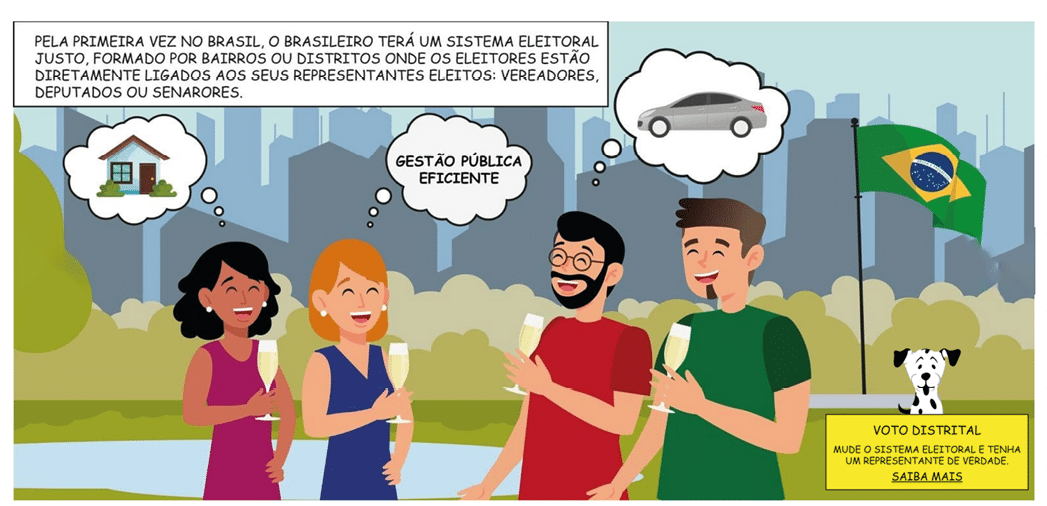 PELA PRIMEIRA VEZ NO BRASIL, O BRASILEIRO TERÁ UM SISTEMA ELEITORAL
JUSTO, FORMADO POR BAIRROS OU DISTRITOS ONDE OS ELEITORES ESTÃO
DIRETAMENTE LIGADOS AOS SEUS REPRESENTANTES ELEITOS: VEREADORES,
DEPUTADOS OU SENARORES.
GESTÃO PÚBLICA
EFICIENTE
VOTO DISTRITAL
MUDE O SISTEMA ELEITORAL E TENHA
UM REPRESENTANTE DE VERDADE.
SAIBA MAIS